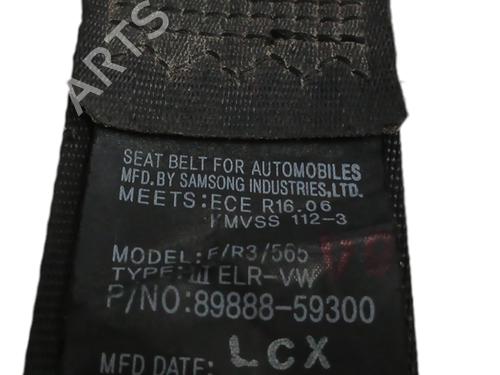 ARTS
SEAT BELT FOR AUTOMOBILES
MFD.BY SAMSONG INDUSTRIES,LTD.
MEETS:ECE R16.06
KMVSS 112-3
MODEL:F/R3/565
TYPE:Ⅲ ELR-VW
P/NO:89888-59300
LCX
MFD DATE: